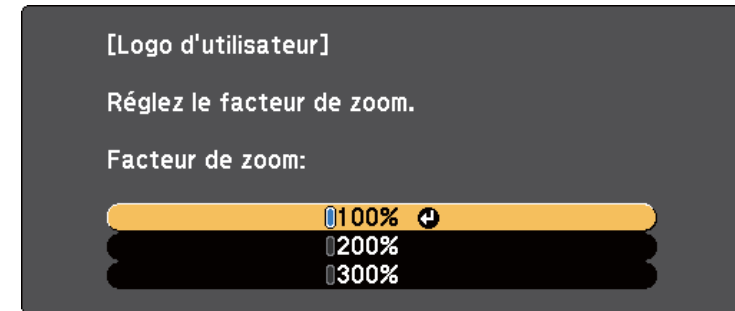 [Logo d'utilisateur]
Réglez le facteur de zoom.
Facteur de zoom:
100%
200%
300%